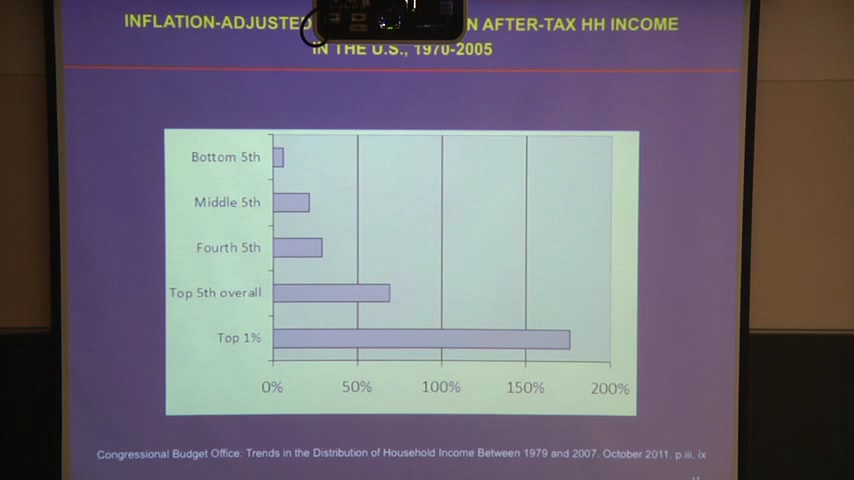 INFLATION-ADJUSTED N AFTER-TAX HH INCOME
IN THE U.S., 1970-2005
Bottom 5th
Middle 5th
Fourth 5th
Top 5th overall
Top 1%
0% 50% 100% 150% 200%
Congressional Budget Office: Trends in the Distribution of Household Income Between 1979 and 2007. October 2011. p.iii, ix